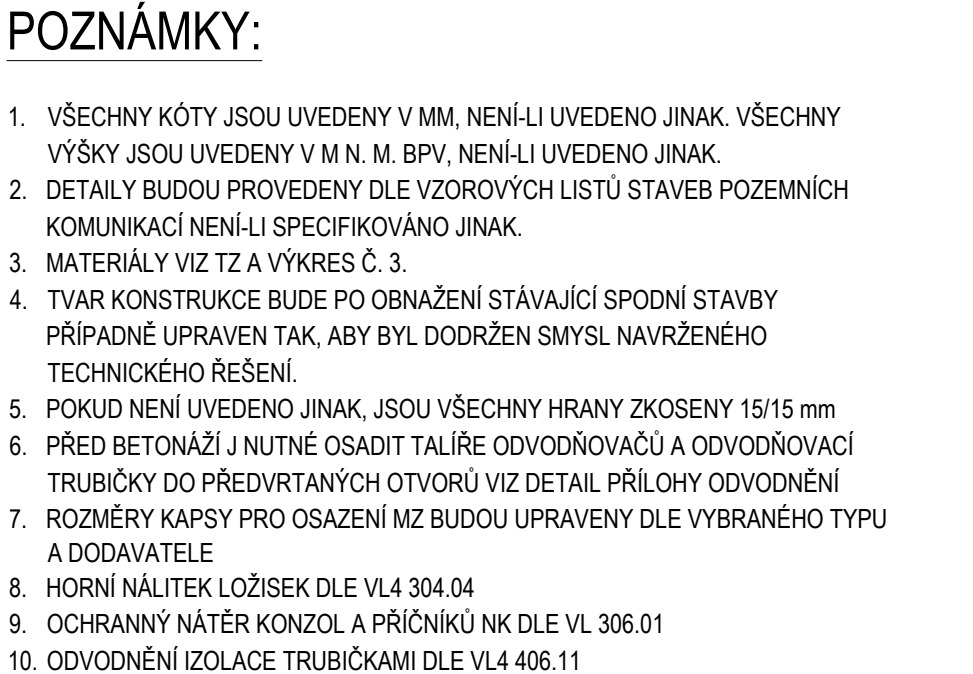 POZNÁMKY:
1. VŠECHNY KÓTY JSOU UVEDENY V MM, NENÍ-LI UVEDENO JINAK. VŠECHNY
VÝŠKY JSOU UVEDENY V M N. M. BPV, NENÍ-LI UVEDENO JINAK.
2. DETAILY BUDOU PROVEDENY DLE VZOROVÝCH LISTŮ STAVEB POZEMNÍCH
KOMUNIKACÍ NENÍ-LI SPECIFIKOVÁNO JINAK.
3. MATERIÁLY VIZ TZ A VÝKRES Č. 3.
4. TVAR KONSTRUKCE BUDE PO OBNAŽENÍ STÁVAJÍCÍ SPODNÍ STAVBY
PŘÍPADNĚ UPRAVEN TAK, ABY BYL DODRŽEN SMYSL NAVRŽENÉHO
TECHNICKÉHO ŘEŠENÍ.
5. POKUD NENÍ UVEDENO JINAK, JSOU VŠECHNY HRANY ZKOSENY 15/15 mm
6. PŘED BETONÁŽÍ J NUTNÉ OSADIT TALÍŘE ODVODŇOVAČŮ A ODVODŇOVACÍ
TRUBIČKY DO PŘEDVRTANÝCH OTVORŮ VIZ DETAIL PŘÍLOHY ODVODNĚNÍ
7. ROZMĚRY KAPSY PRO OSAZENÍ MZ BUDOU UPRAVENY DLE VYBRANÉHO TYPU
A DODAVATELE
8. HORNÍ NÁLITEK LOŽISEK DLE VL4 304.04
9. OCHRANNÝ NÁTĚR KONZOL A PŘÍČNÍKŮ NK DLE VL 306.01
10. ODVODNĚNÍ IZOLACE TRUBIČKAMI DLE VL4 406.11